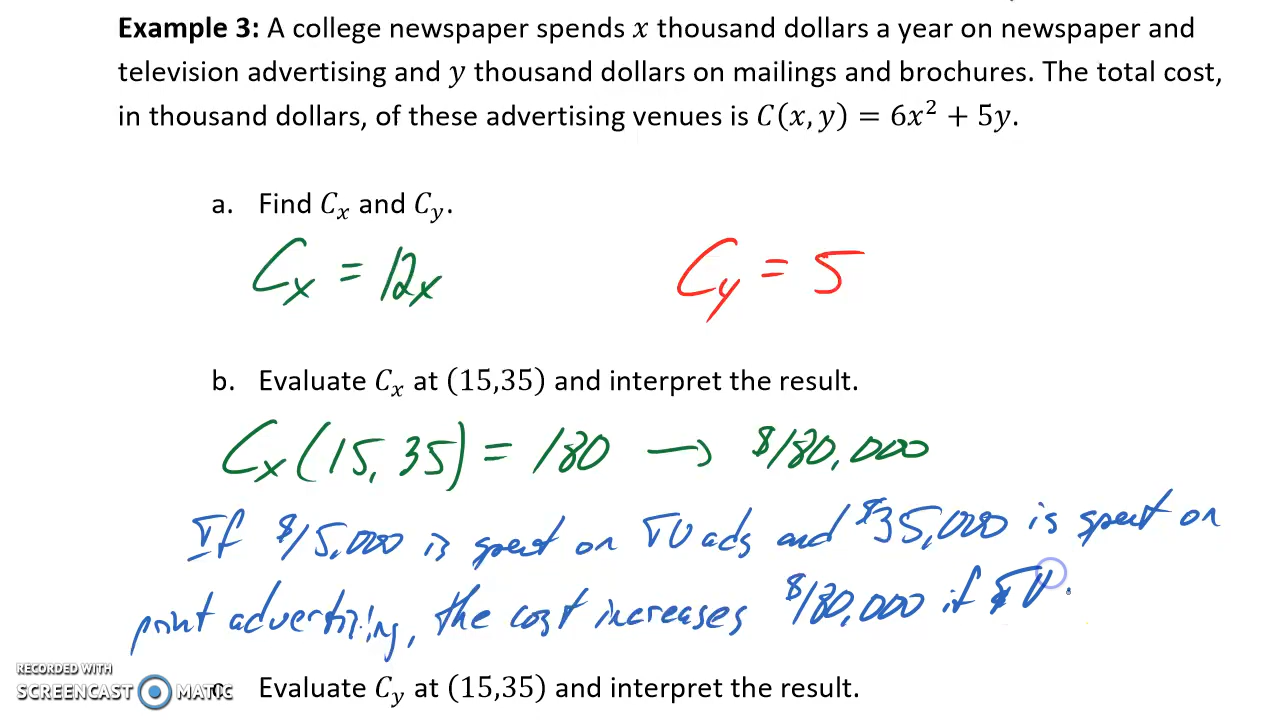 Example 3: A college newspaper spends x thousand dollars a year on newspaper and
television advertising and y thousand dollars on mailings and brochures. The total cost,
in thousand dollars, of these advertising venues is C(x, y) = 6x² + 5y.
a. Find Cₓ and C_y.
Cₓ = 12x C_y = 5
b. Evaluate Cₓ at (15,35) and interpret the result.
Cₓ(15, 35) = 180 → $180,000
If $15,000 is spent on TV ads and $35,000 is spent on
print advertizing, the cost increases $180,000 if TV
RECORDED WITH
SCREENCAST MATIC
c. Evaluate C_y at (15,35) and interpret the result.